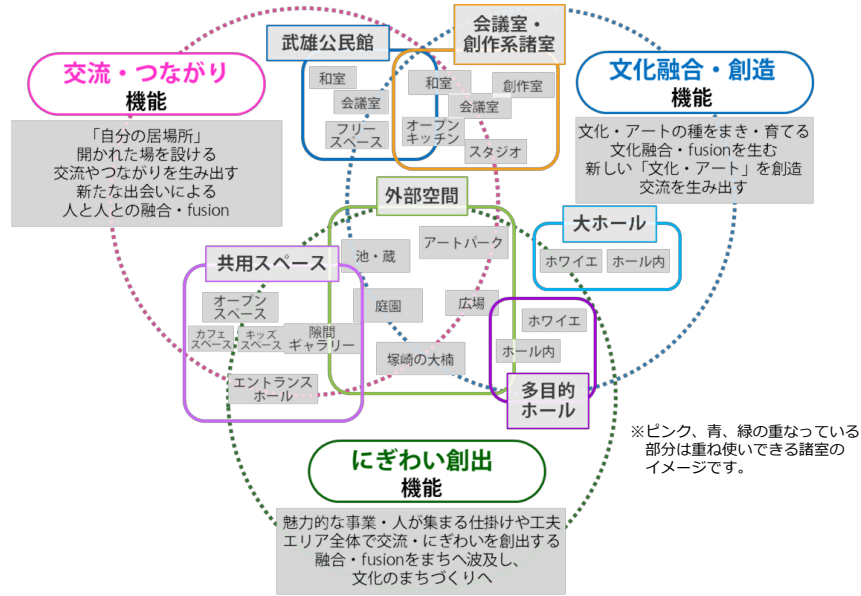 武雄公民館
会議室・
創作系諸室
交流・つながり
機能
文化融合・創造
機能
和室
会議室
フリー
スペース
和室
創作室
会議室
オープン
キッチン
スタジオ
「自分の居場所」
開かれた場を設ける
交流やつながりを生み出す
新たな出会いによる
人と人との融合・fusion
文化・アートの種をまき・育てる
文化融合・fusionを生む
新しい「文化・アート」を創造
交流を生み出す
外部空間
大ホール
アートパーク
池・蔵
ホワイエ
ホール内
共用スペース
オープン
スペース
庭園
広場
カフェ
スペース
キッズ
スペース
隙間
ギャラリー
ホワイエ
ホール内
塚崎の大楠
エントランス
ホール
多目的
ホール
※ピンク、青、緑の重なっている
部分は重ね使いできる諸室の
イメージです。
にぎわい創出
機能
魅力的な事業・人が集まる仕掛けや工夫
エリア全体で交流・にぎわいを創出する
融合・fusionをまちへ波及し、
文化のまちづくりへ